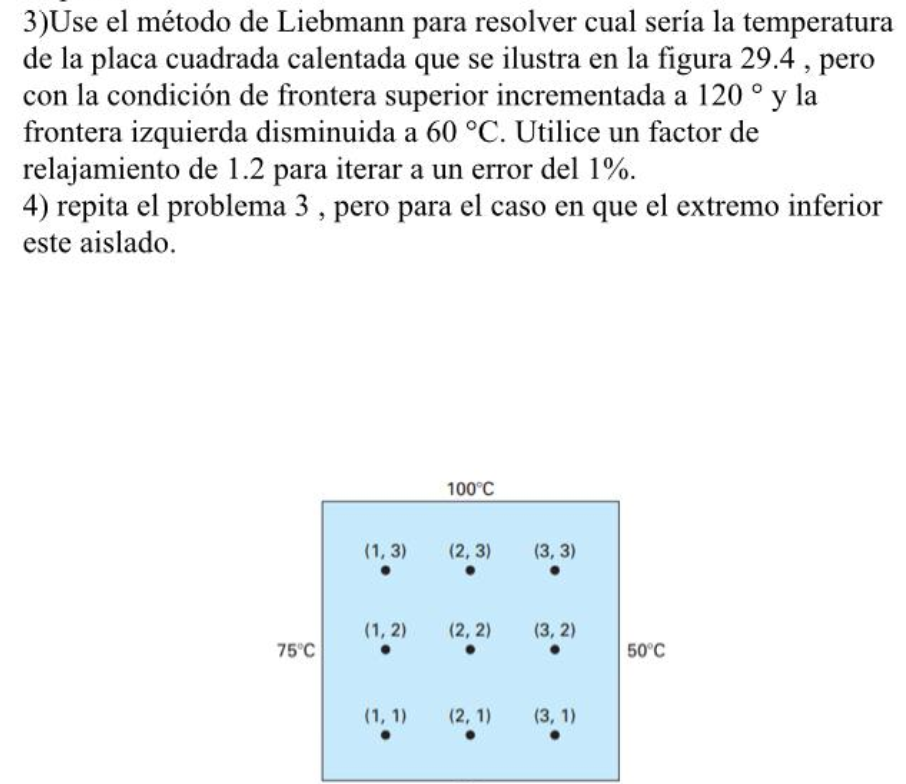 3)Use el método de Liebmann para resolver cual sería la temperatura
de la placa cuadrada calentada que se ilustra en la figura 29.4 , pero
con la condición de frontera superior incrementada a 120 ° y la
frontera izquierda disminuida a 60 °C. Utilice un factor de
relajamiento de 1.2 para iterar a un error del 1%.
4) repita el problema 3 , pero para el caso en que el extremo inferior
este aislado.
100°C
(1, 3) (2, 3) (3, 3)
(1, 2) (2, 2) (3, 2)
75°C 50°C
(1, 1) (2, 1) (3, 1)